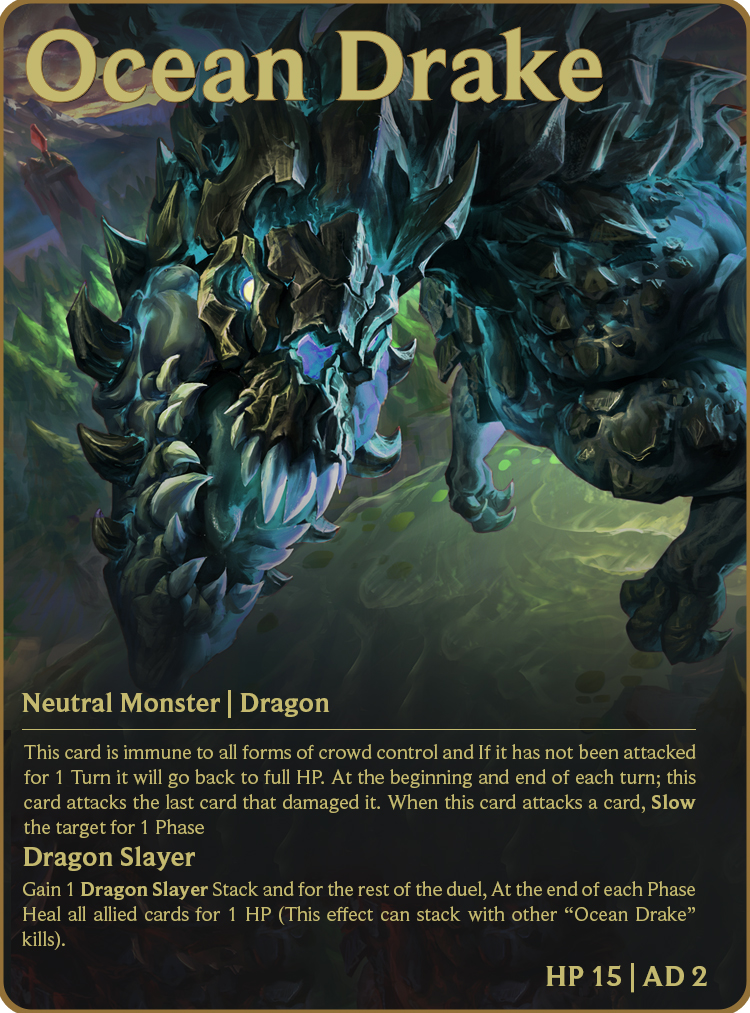 Ocean Drake
Neutral Monster | Dragon
This card is immune to all forms of crowd control and If it has not been attacked
for 1 Turn it will go back to full HP. At the beginning and end of each turn; this
card attacks the last card that damaged it. When this card attacks a card, Slow
the target for 1 Phase
Dragon Slayer
Gain 1 Dragon Slayer Stack and for the rest of the duel, At the end of each Phase
Heal all allied cards for 1 HP (This effect can stack with other “Ocean Drake”
kills).
HP 15 | AD 2